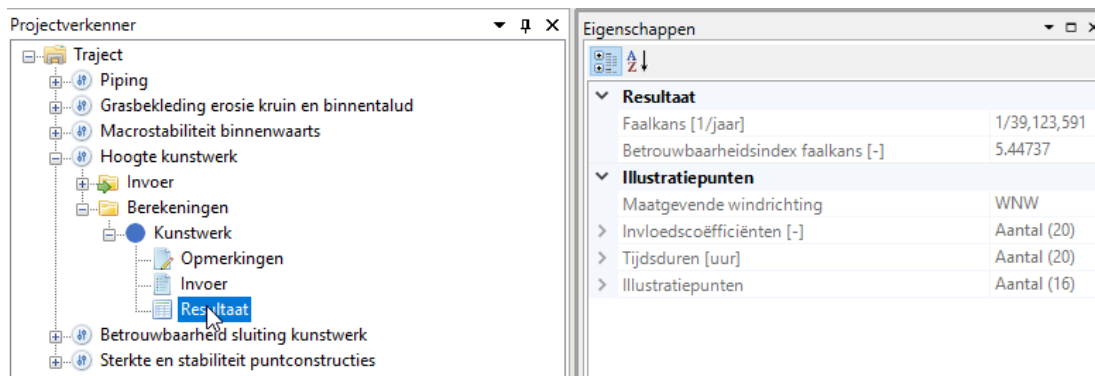 Projectverkenner
Traject
Piping
Grasbekleding erosie kruin en binnentalud
Macrostabiliteit binnenwaarts
Hoogte kunstwerk
Invoer
Berekeningen
Kunstwerk
Opmerkingen
Invoer
Resultaat
Betrouwbaarheid sluiting kunstwerk
Sterkte en stabiliteit puntconstructies
Eigenschappen
Resultaat
Faalkans [1/jaar] 1/39,123,591
Betrouwbaarheidsindex faalkans [-] 5.44737
Illustratiepunten
Maatgevende windrichting WNW
Invloedscoëfficiënten [-] Aantal (20)
Tijdsduren [uur] Aantal (20)
Illustratiepunten Aantal (16)